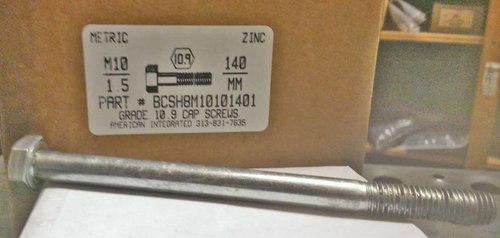 METRIC ZINC
M10 10.9 140
1.5 MM
PART # BCSH8M10101401
GRADE 10.9 CAP SCREWS
AMERICAN INTEGRATED 313-831-7635